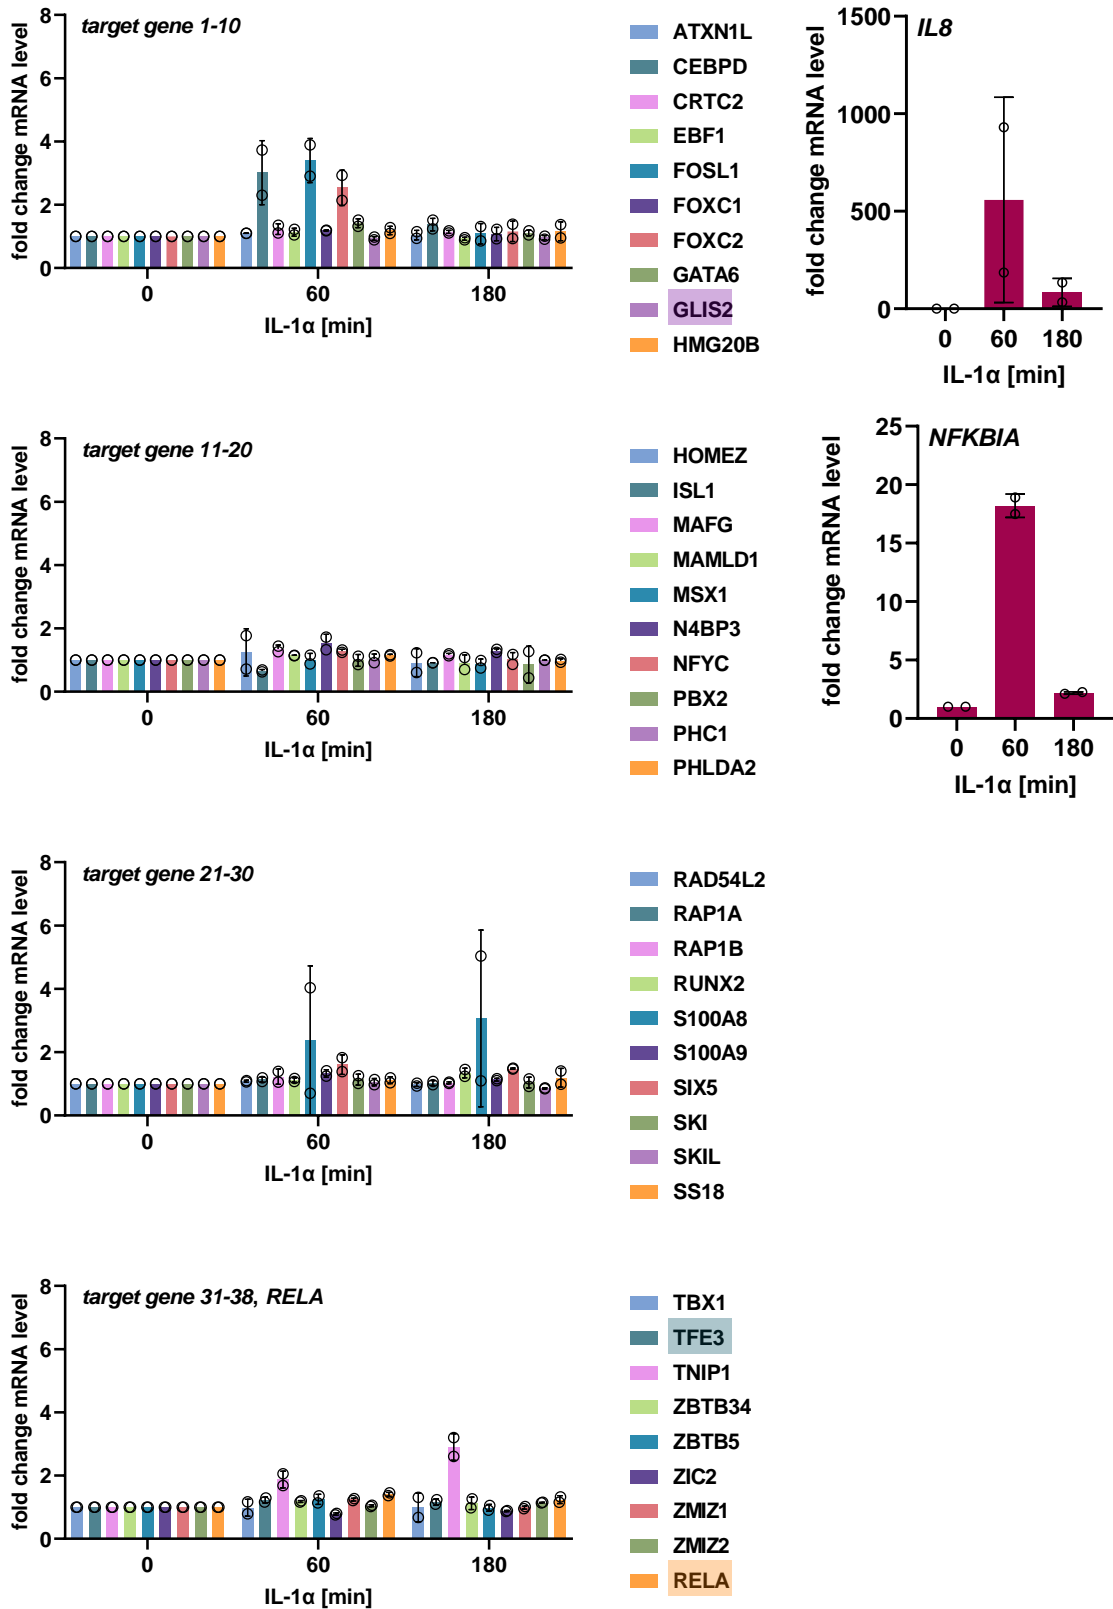 target gene 1-10
fold change mRNA level
8
6
4
2
0
0
60
180
IL-1α [min]
ATXN1L
CEBPD
CRTC2
EBF1
FOSL1
FOXC1
FOXC2
GATA6
GLIS2
HMG20B
IL8
fold change mRNA level
1500
1000
500
0
0
60
180
IL-1α [min]
target gene 11-20
fold change mRNA level
8
6
4
2
0
0
60
180
IL-1α [min]
HOMEZ
ISL1
MAFG
MAMLD1
MSX1
N4BP3
NFYC
PBX2
PHC1
PHLDA2
NFKBIA
fold change mRNA level
25
20
15
10
5
0
0
60
180
IL-1α [min]
target gene 21-30
fold change mRNA level
8
6
4
2
0
0
60
180
IL-1α [min]
RAD54L2
RAP1A
RAP1B
RUNX2
S100A8
S100A9
SIX5
SKI
SKIL
SS18
target gene 31-38, RELA
fold change mRNA level
8
6
4
2
0
0
60
180
IL-1α [min]
TBX1
TFE3
TNIP1
ZBTB34
ZBTB5
ZIC2
ZMIZ1
ZMIZ2
RELA